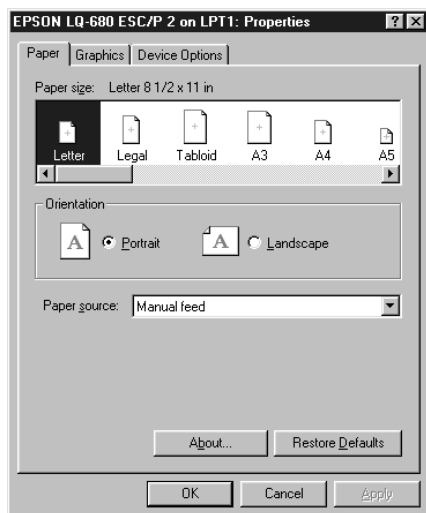 EPSON LQ-680 ESC/P 2 on LPT1: Properties
Paper Graphics Device Options
Paper size: Letter 8 1/2 x 11 in
Letter Legal Tabloid A3 A4 A5
Orientation
A Portrait A Landscape
Paper source: Manual feed
About... Restore Defaults
OK Cancel Apply